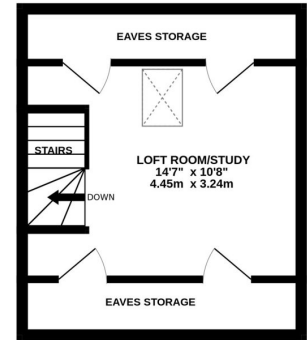 EAVES STORAGE
STAIRS
LOFT ROOM/STUDY
14'7" x 10'8"
4.45m x 3.24m
DOWN
EAVES STORAGE